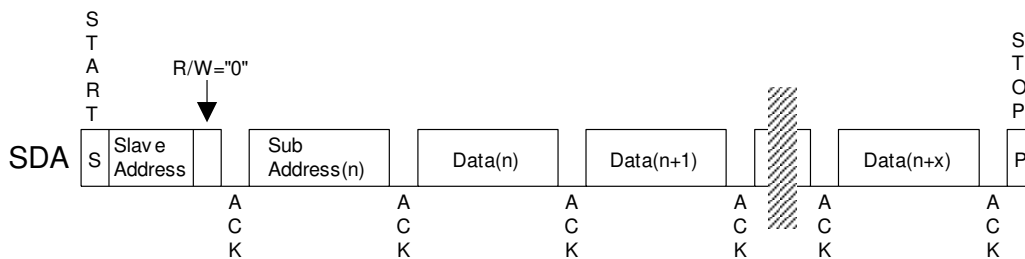 START
STOP
R/W="0"
SDA
S
Slave
Address
Sub
Address(n)
Data(n)
Data(n+1)
Data(n+x)
P
ACK
ACK
ACK
ACK
ACK
ACK